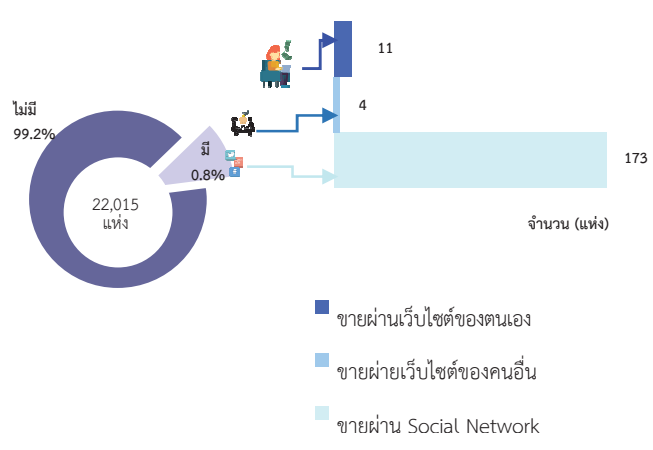 11
4
173
ไม่มี
99.2%
มี
0.8%
22,015
แห่ง
จำนวน (แห่ง)
ขายผ่านเว็บไซต์ของตนเอง
ขายผ่ายเว็บไซต์ของคนอื่น
ขายผ่าน Social Network